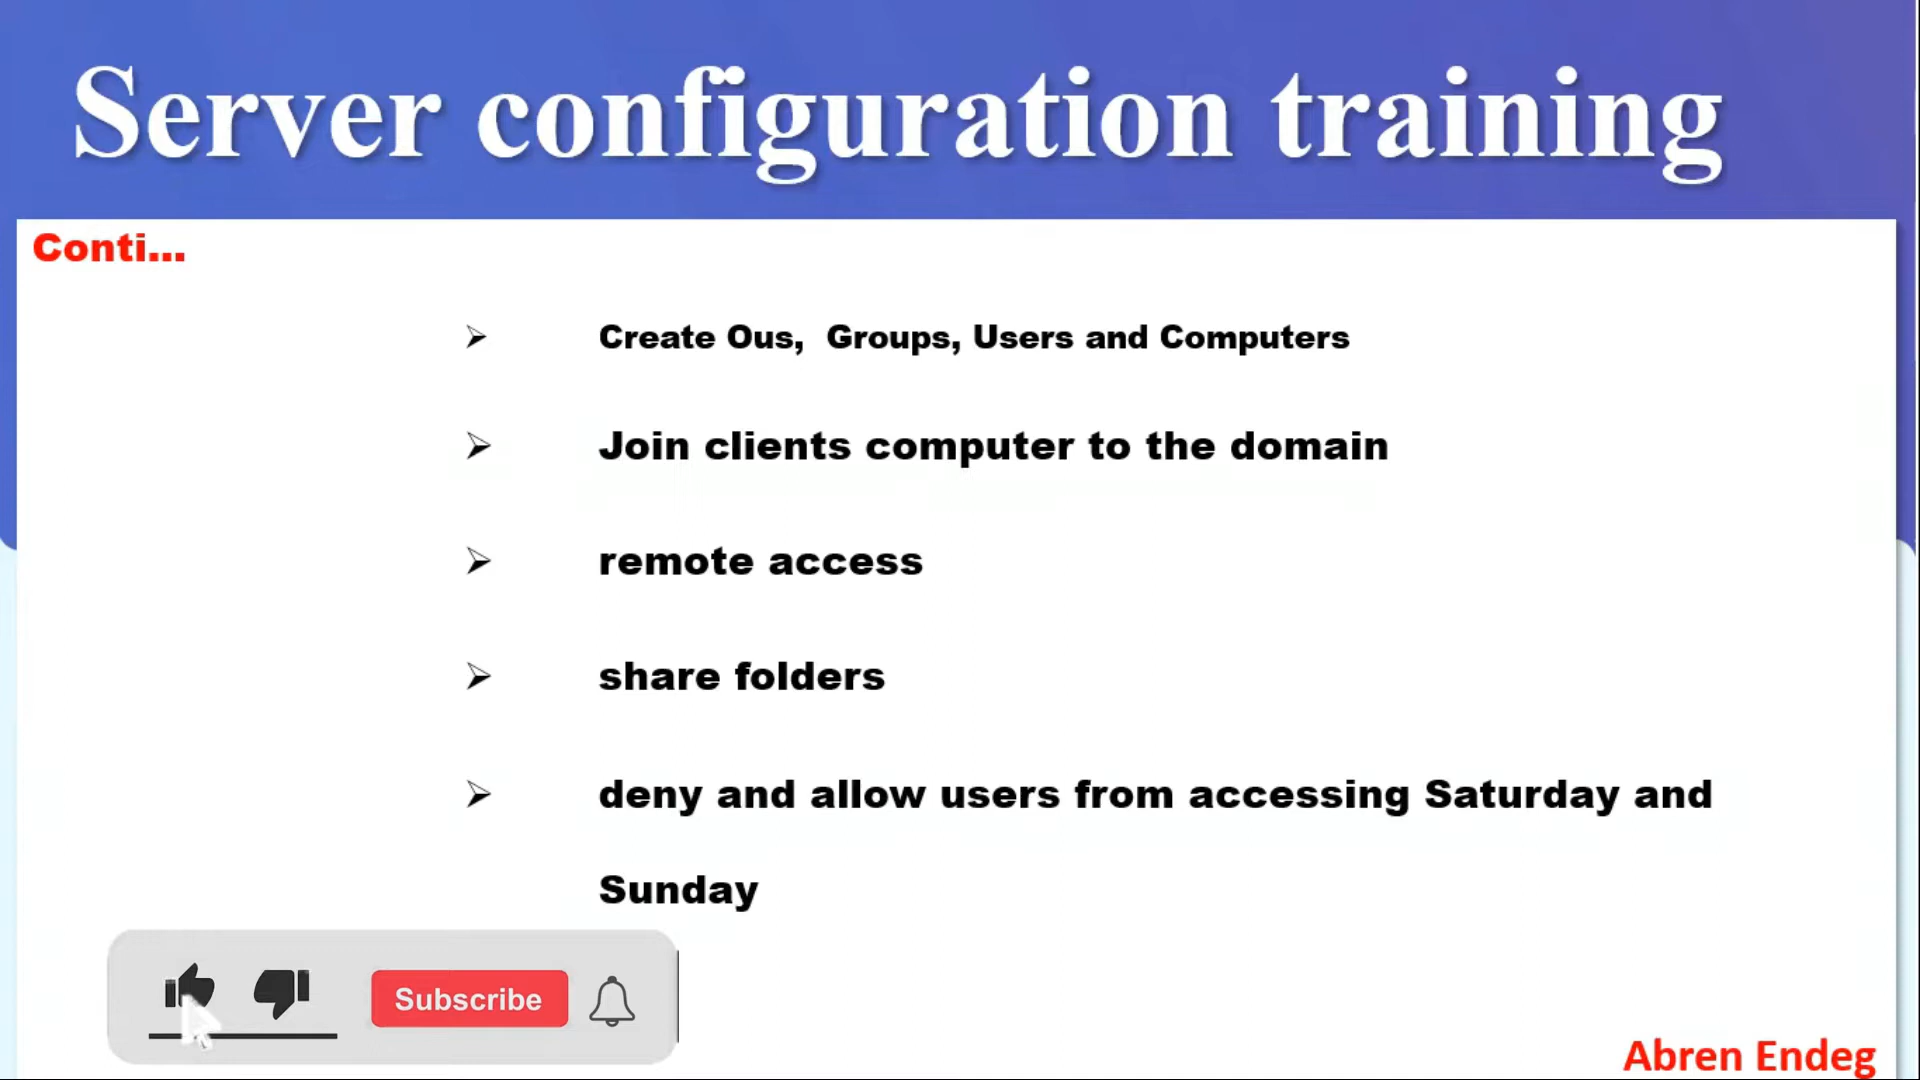 Server configuration training
Conti...
➢ Create Ous,  Groups, Users and Computers
➢ Join clients computer to the domain
➢ remote access
➢ share folders
➢ deny and allow users from accessing Saturday and
Sunday
Subscribe
Abren Endeg